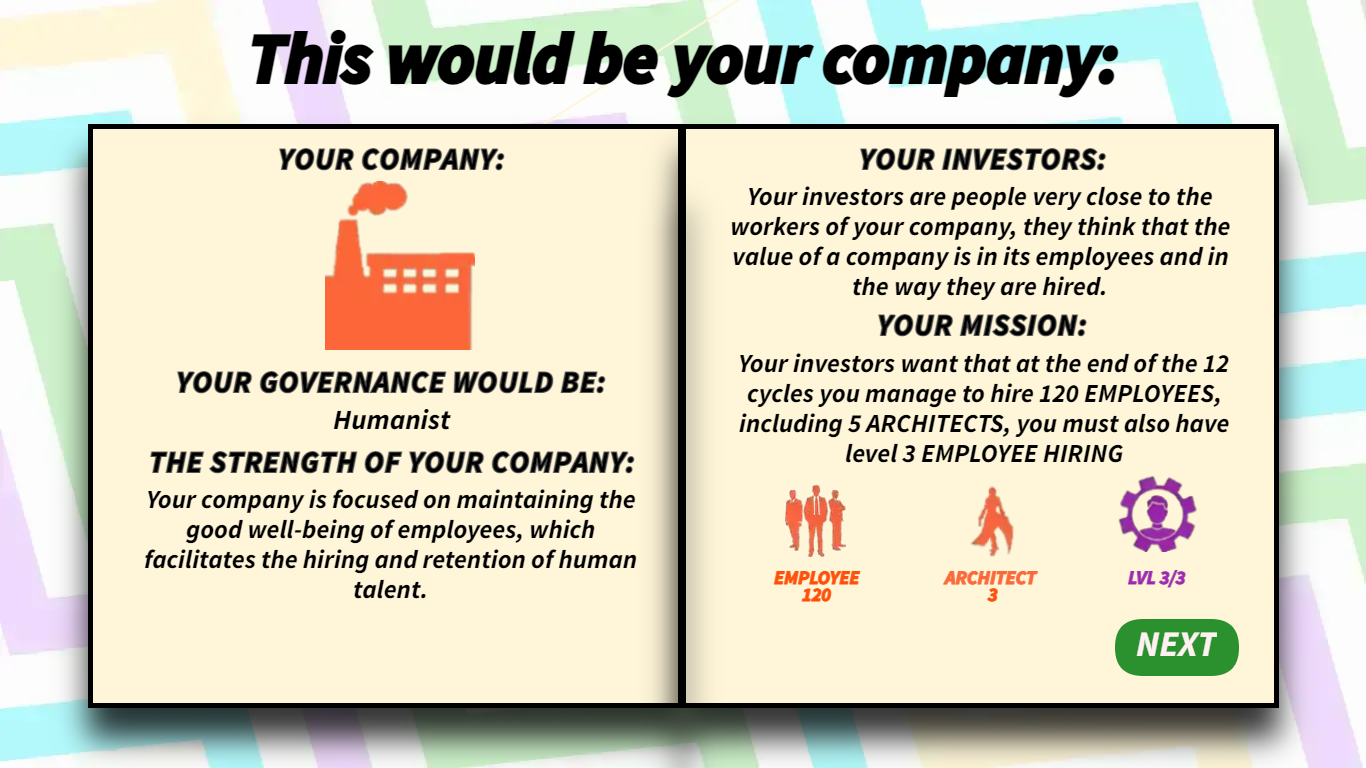 This would be your company:
YOUR COMPANY:
YOUR GOVERNANCE WOULD BE:
Humanist
THE STRENGTH OF YOUR COMPANY:
Your company is focused on maintaining the
good well-being of employees, which
facilitates the hiring and retention of human
talent.
YOUR INVESTORS:
Your investors are people very close to the
workers of your company, they think that the
value of a company is in its employees and in
the way they are hired.
YOUR MISSION:
Your investors want that at the end of the 12
cycles you manage to hire 120 EMPLOYEES,
including 5 ARCHITECTS, you must also have
level 3 EMPLOYEE HIRING
EMPLOYEE
120
ARCHITECT
3
LVL 3/3
NEXT